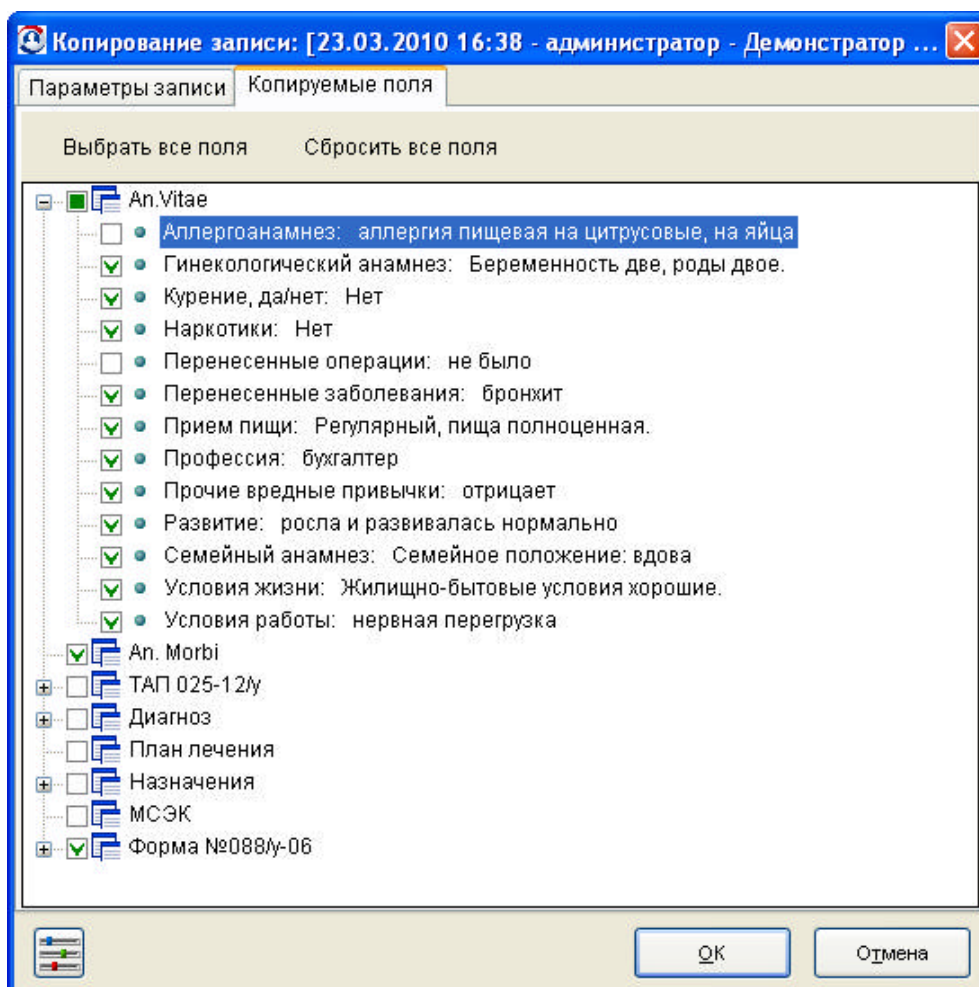 Копирование записи: [23.03.2010 16:38 - администратор - Демонстратор ...
Параметры записи Копируемые поля
Выбрать все поля Сбросить все поля
An.Vitae
Аллергоанамнез: аллергия пищевая на цитрусовые, на яйца
Гинекологический анамнез: Беременность две, роды двое.
Курение, да/нет: Нет
Наркотики: Нет
Перенесенные операции: не было
Перенесенные заболевания: бронхит
Прием пищи: Регулярный, пища полноценная.
Профессия: бухгалтер
Прочие вредные привычки: отрицает
Развитие: росла и развивалась нормально
Семейный анамнез: Семейное положение: вдова
Условия жизни: Жилищно-бытовые условия хорошие.
Условия работы: нервная перегрузка
An. Morbi
ТАП 025-12/у
Диагноз
План лечения
Назначения
МСЭК
Форма №088/у-06
OK Отмена